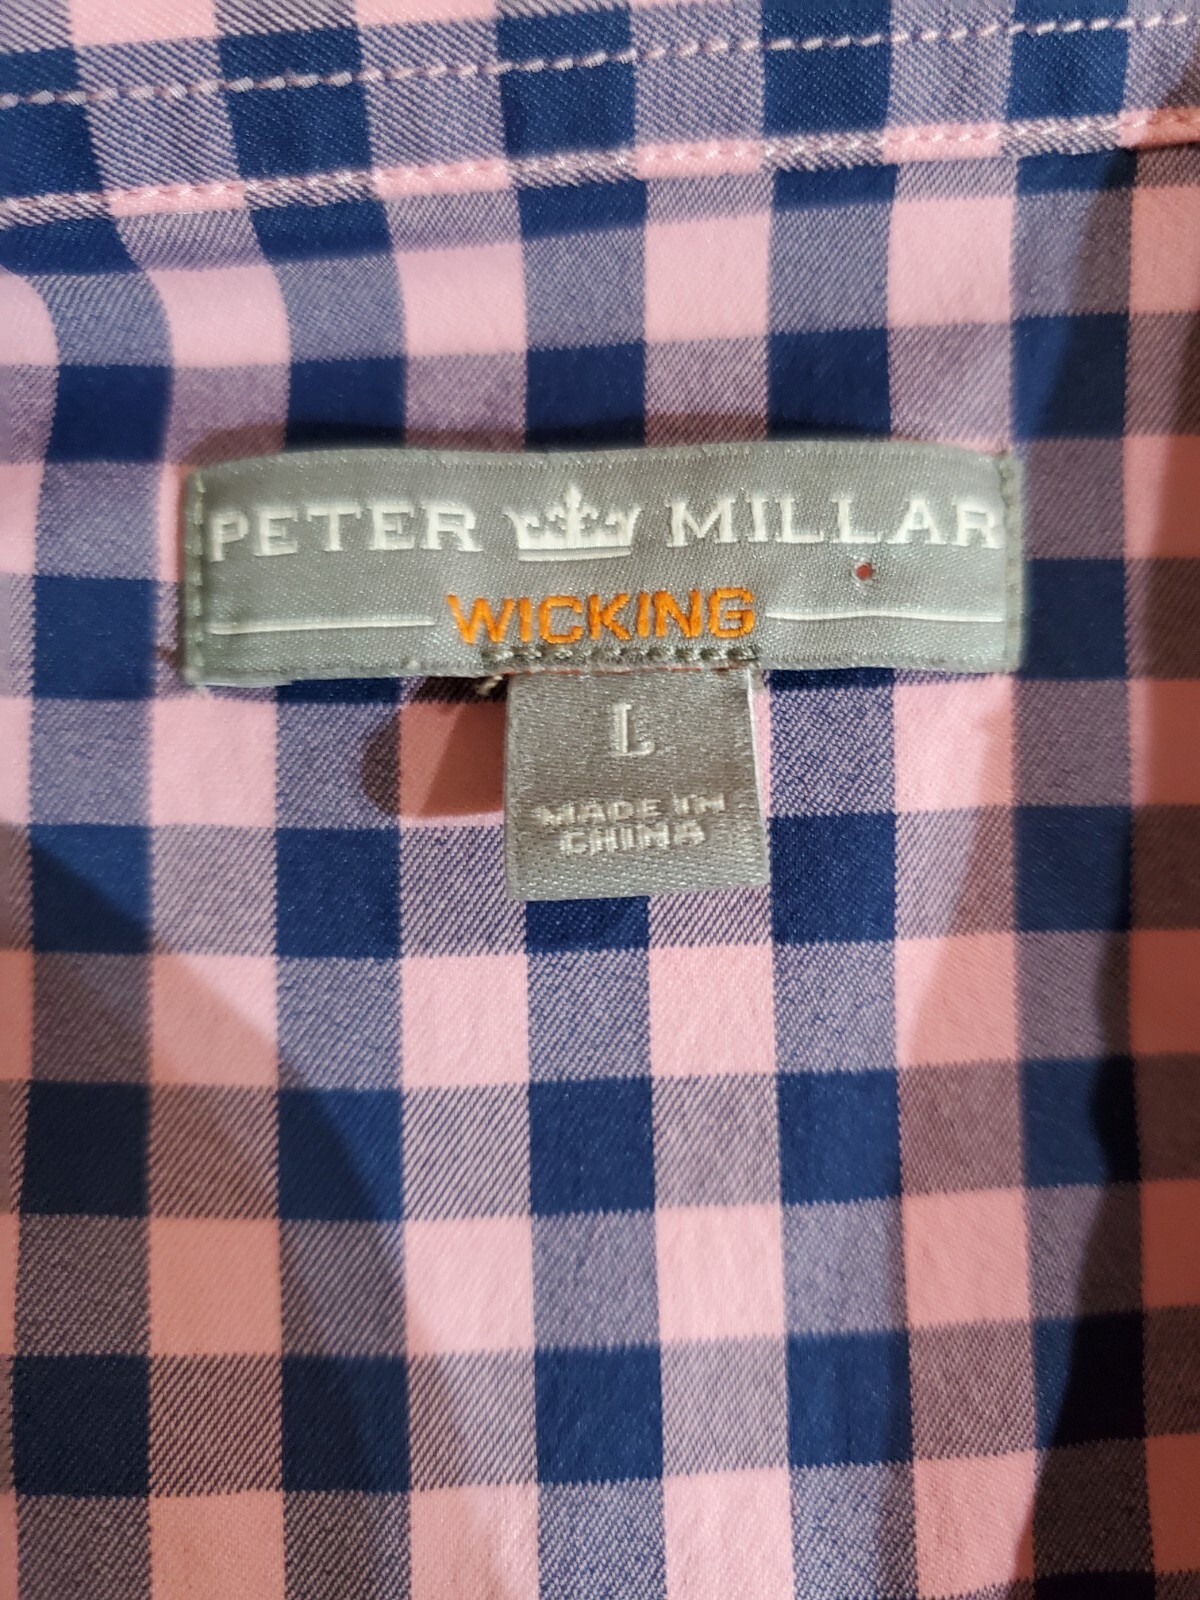 PETER MILLAR
WICKING
L
MADE IN
CHINA